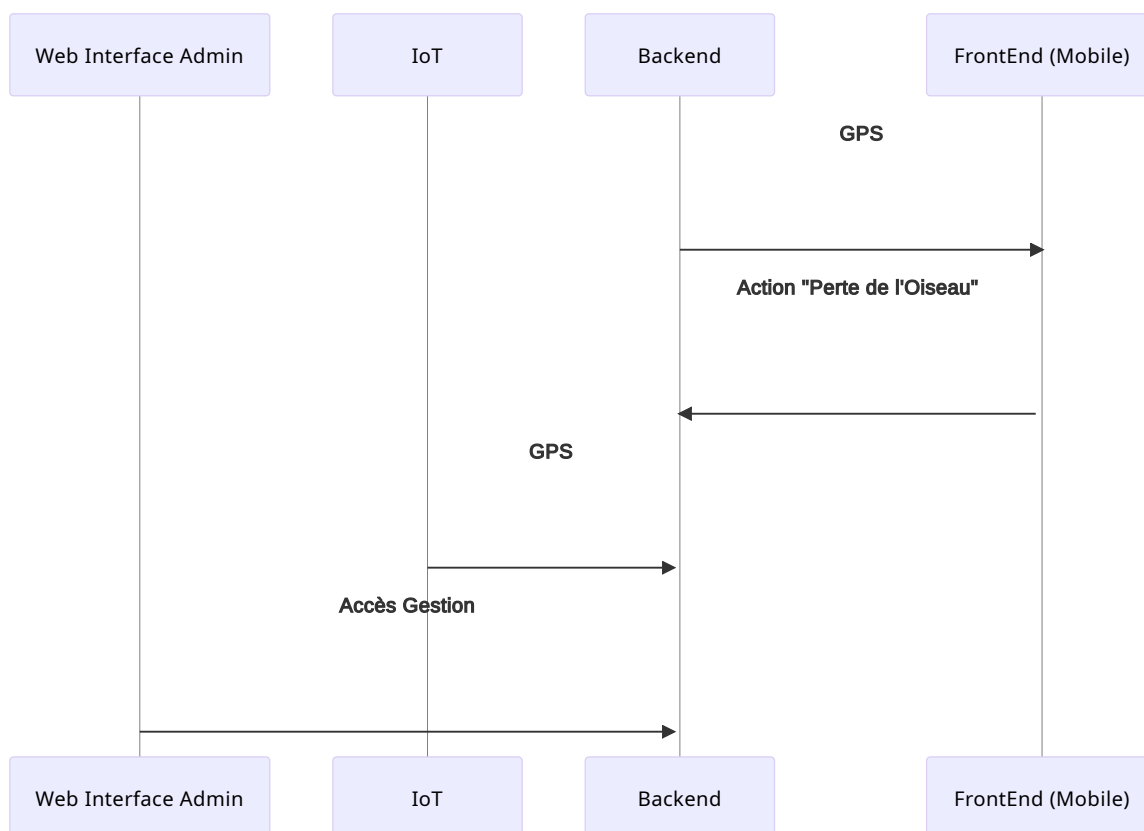 Web Interface Admin
IoT
Backend
FrontEnd (Mobile)
GPS
Action "Perte de l'Oiseau"
GPS
Accès Gestion
Web Interface Admin
IoT
Backend
FrontEnd (Mobile)